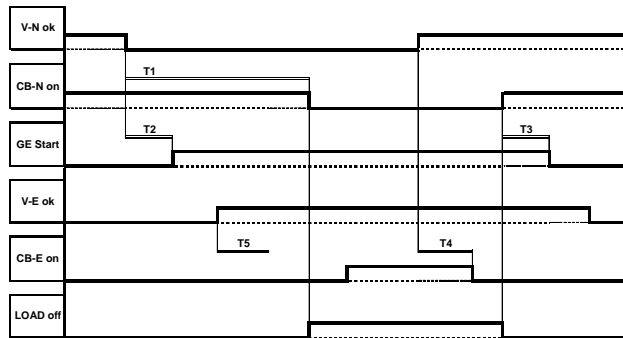 V-N ok
T1
CB-N on
T2
T3
GE Start
V-E ok
T5
T4
CB-E on
LOAD off